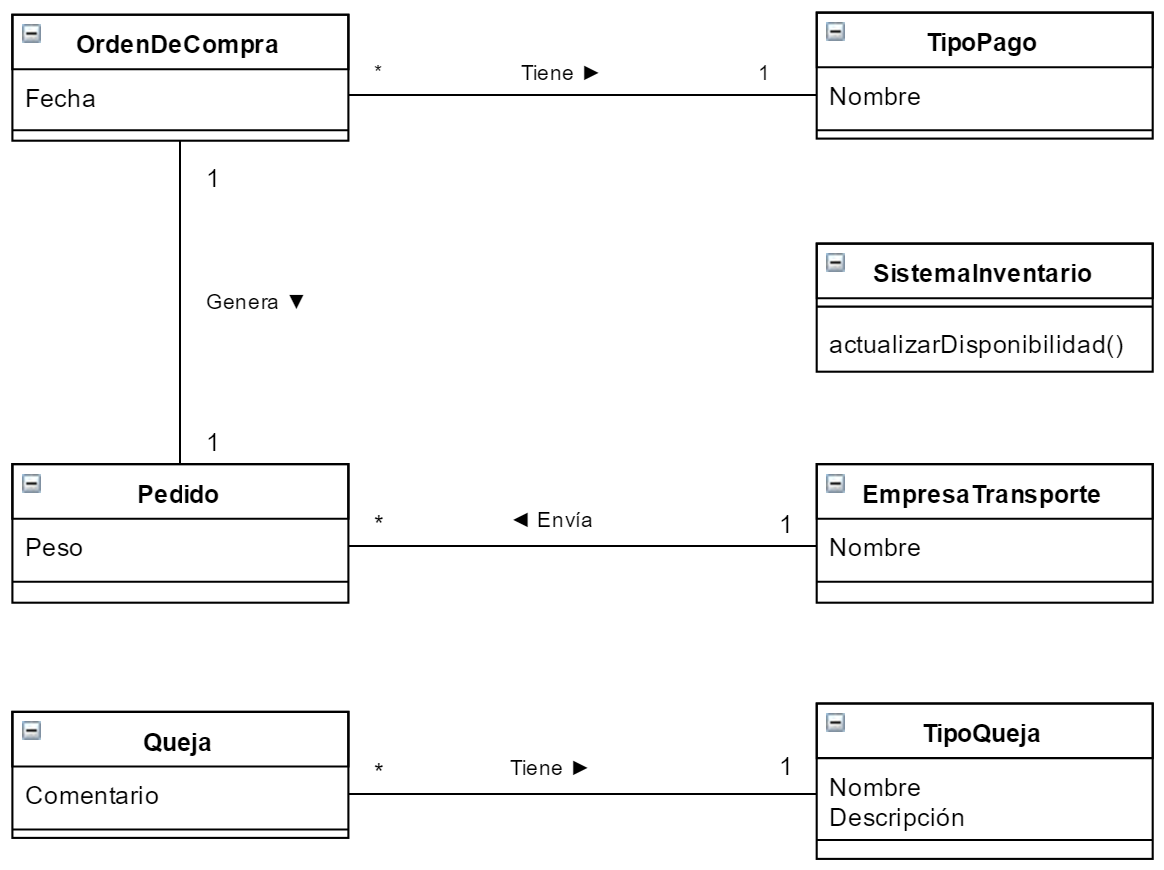 OrdenDeCompra
Fecha
* Tiene ► 1
TipoPago
Nombre
1
Genera ▼
1
SistemaInventario
actualizarDisponibilidad()
Pedido
Peso
* ◄ Envía 1
EmpresaTransporte
Nombre
Queja
Comentario
* Tiene ► 1
TipoQueja
Nombre
Descripción